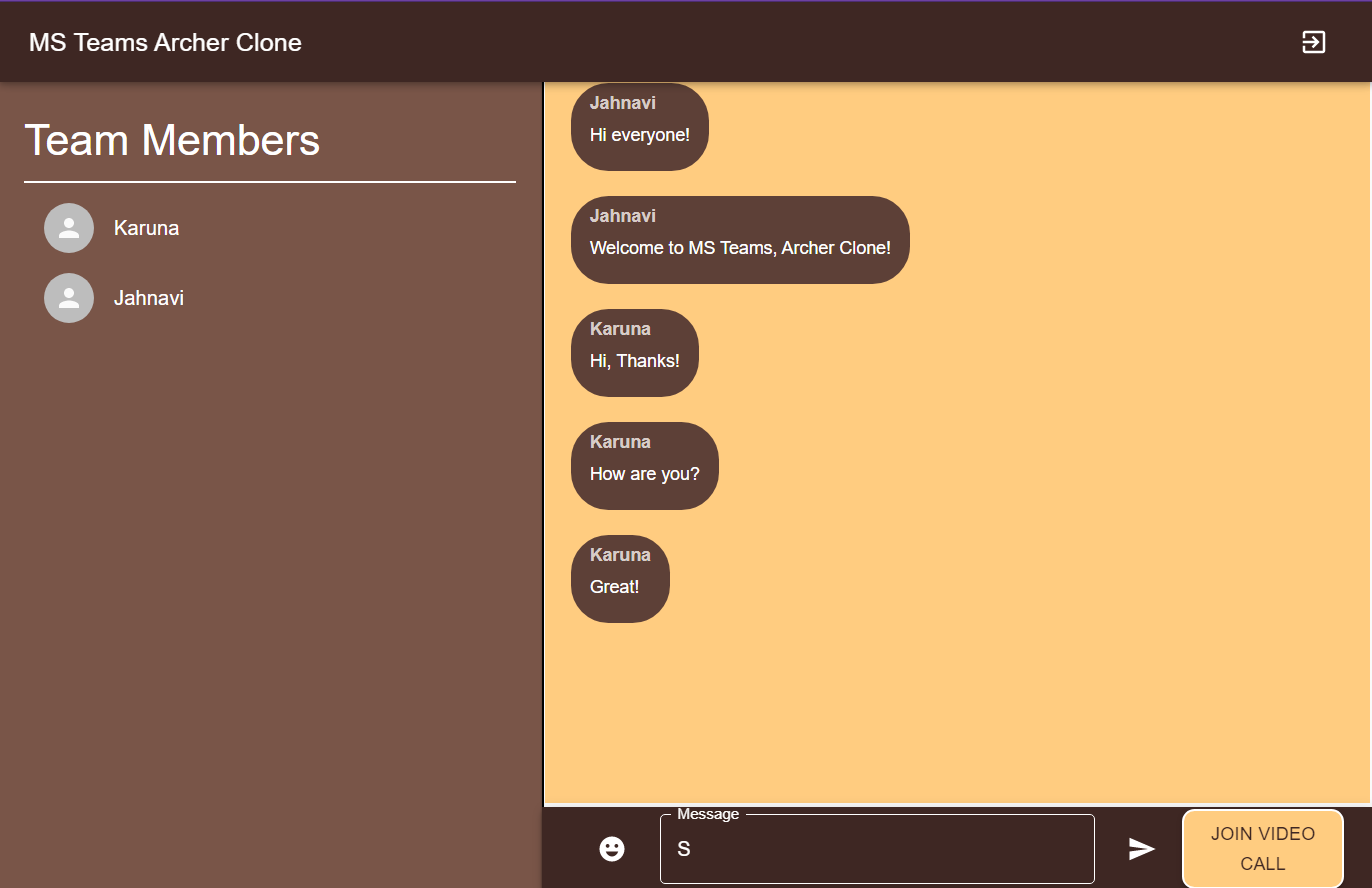 MS Teams Archer Clone
Team Members
Karuna
Jahnavi
Jahnavi
Hi everyone!
Jahnavi
Welcome to MS Teams, Archer Clone!
Karuna
Hi, Thanks!
Karuna
How are you?
Karuna
Great!
Message
S
JOIN VIDEO
CALL